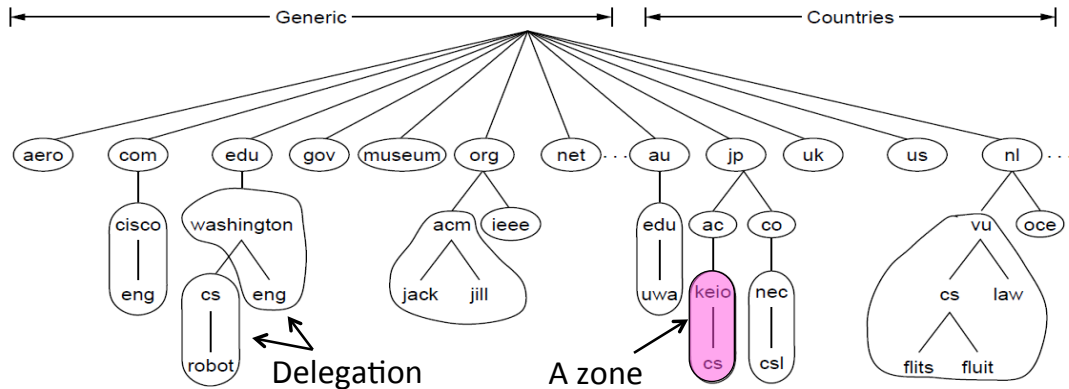 Generic Countries
aero com edu gov museum org net ... au jp uk us nl ...
cisco washington acm ieee edu ac co vu oce
eng cs eng jack jill uwa keio nec cs law
robot cs csl flits fluit
Delegation A zone